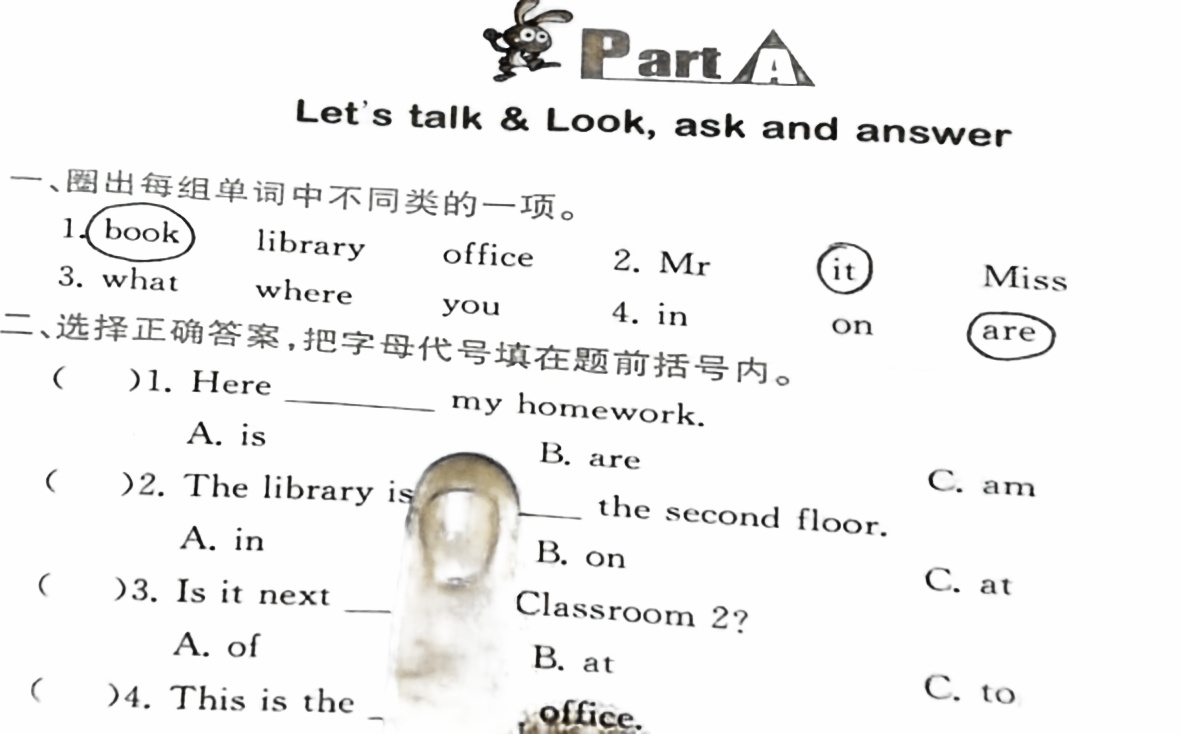 Part A
Let's talk & Look, ask and answer
一、圈出每组单词中不同类的一项。
1. book library office 2. Mr it Miss
3. what where you 4. in on are
二、选择正确答案,把字母代号填在题前括号内。
( )1. Here ________ my homework.
A. is B. are C. am
( )2. The library is ____ the second floor.
A. in B. on C. at
( )3. Is it next ___ Classroom 2?
A. of B. at C. to
( )4. This is the _ office.